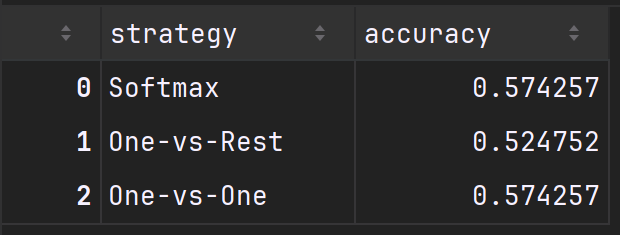 strategy accuracy
0 Softmax 0.574257
1 One-vs-Rest 0.524752
2 One-vs-One 0.574257